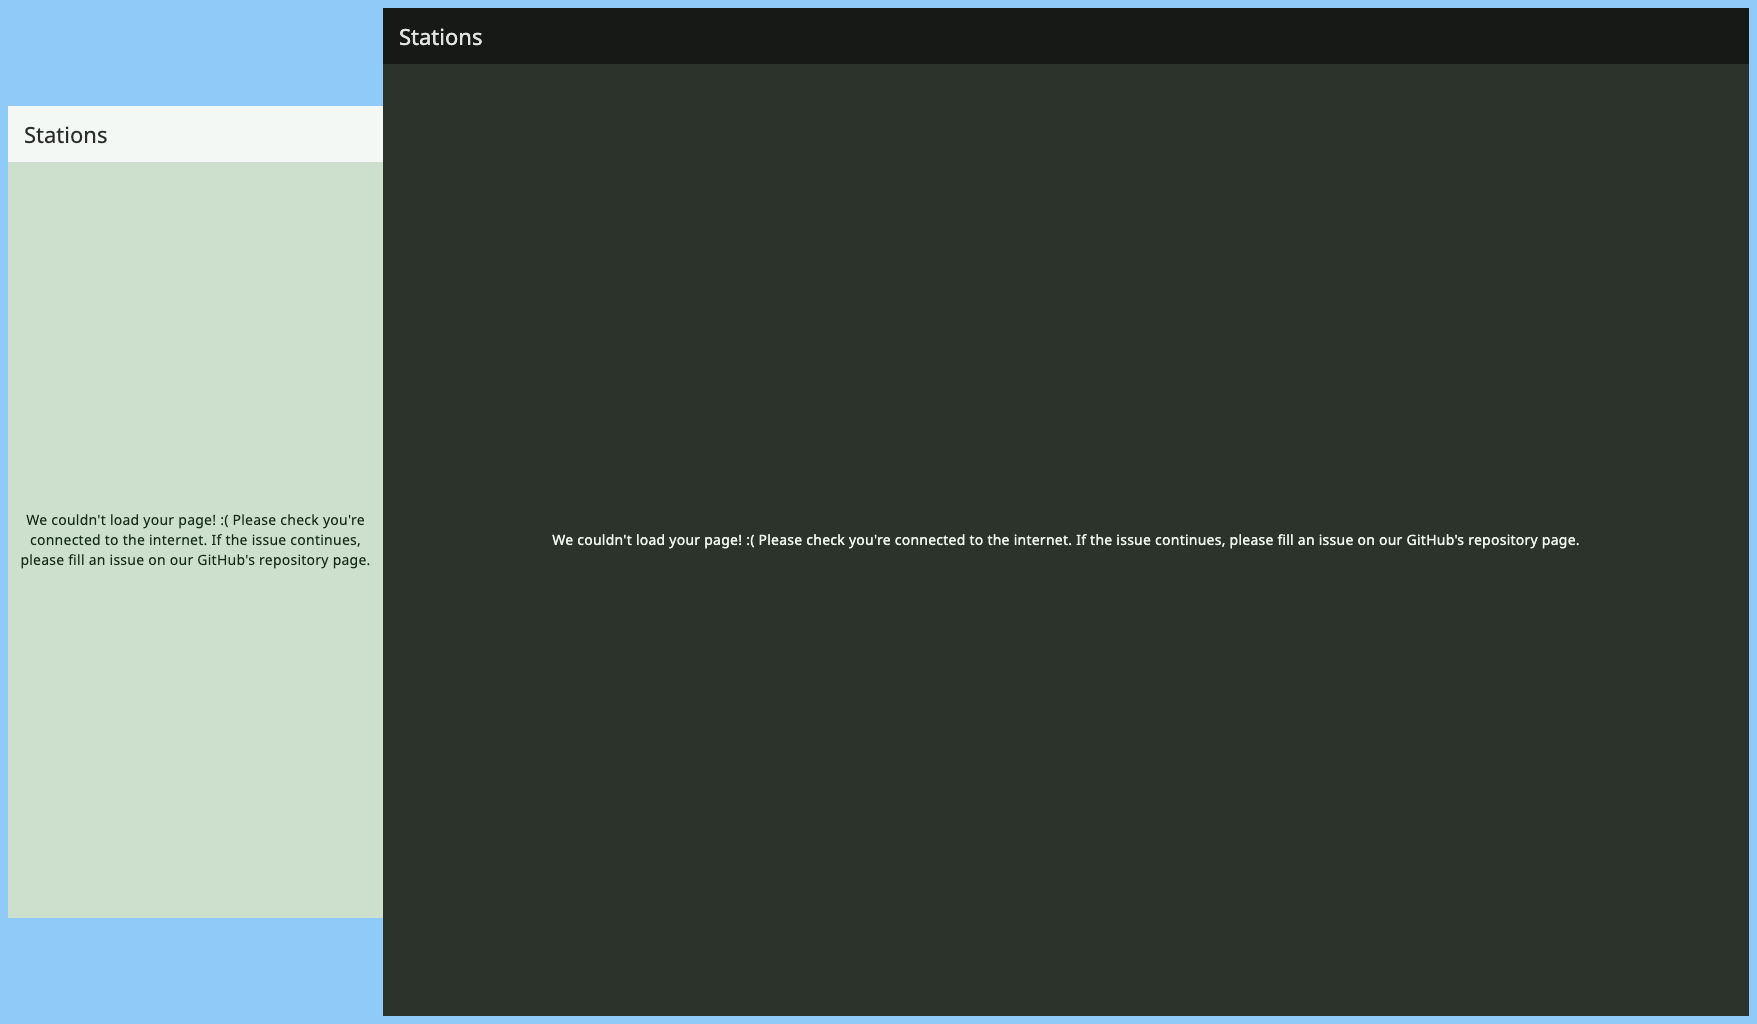 Stations
We couldn't load your page! :( Please check you're
connected to the internet. If the issue continues,
please fill an issue on our GitHub's repository page.
Stations
We couldn't load your page! :( Please check you're connected to the internet. If the issue continues, please fill an issue on our GitHub's repository page.